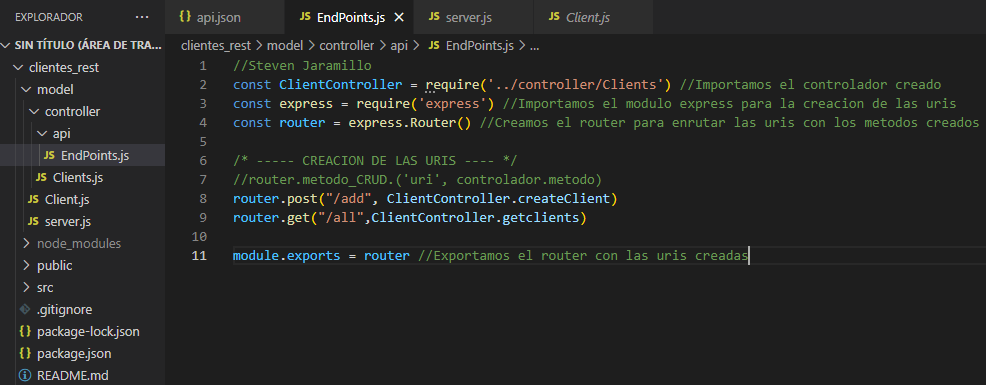 EXPLORADOR ...
SIN TÍTULO (ÁREA DE TRA...
clientes_rest
model
controller
api
JS EndPoints.js
JS Clients.js
JS Client.js
JS server.js
node_modules
public
src
.gitignore
{} package-lock.json
{} package.json
README.md
{} api.json
JS EndPoints.js ×
JS server.js
JS Client.js
clientes_rest > model > controller > api > JS EndPoints.js > ...
1 //Steven Jaramillo
2 const ClientController = require('../controller/Clients') //Importamos el controlador creado
3 const express = require('express') //Importamos el modulo express para la creacion de las uris
4 const router = express.Router() //Creamos el router para enrutar las uris con los metodos creados
5
6 /* ----- CREACION DE LAS URIS ---- */
7 //router.metodo_CRUD.('uri', controlador.metodo)
8 router.post("/add", ClientController.createClient)
9 router.get("/all",ClientController.getclients)
10
11 module.exports = router //Exportamos el router con las uris creadas